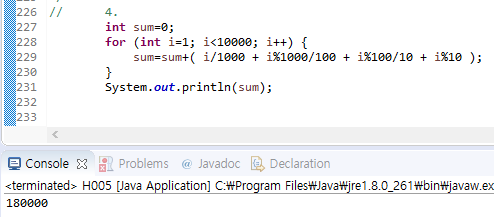 226 // 4.
227 int sum=0;
228 for (int i=1; i<10000; i++) {
229 sum=sum+( i/1000 + i%1000/100 + i%100/10 + i%10 );
230 }
231 System.out.println(sum);
232
233
Console Problems @ Javadoc Declaration
<terminated> H005 [Java Application] C:₩Program Files₩Java₩jre1.8.0_261₩bin₩javaw.ex
180000